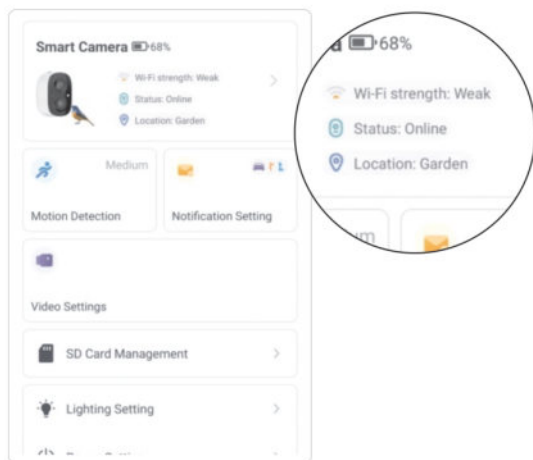 Smart Camera 68%
Wi-Fi strength: Weak
Status: Online
Location: Garden
Medium
Motion Detection
Notification Setting
Video Settings
SD Card Management
Lighting Setting
a 68%
Wi-Fi strength: Weak
Status: Online
Location: Garden
um